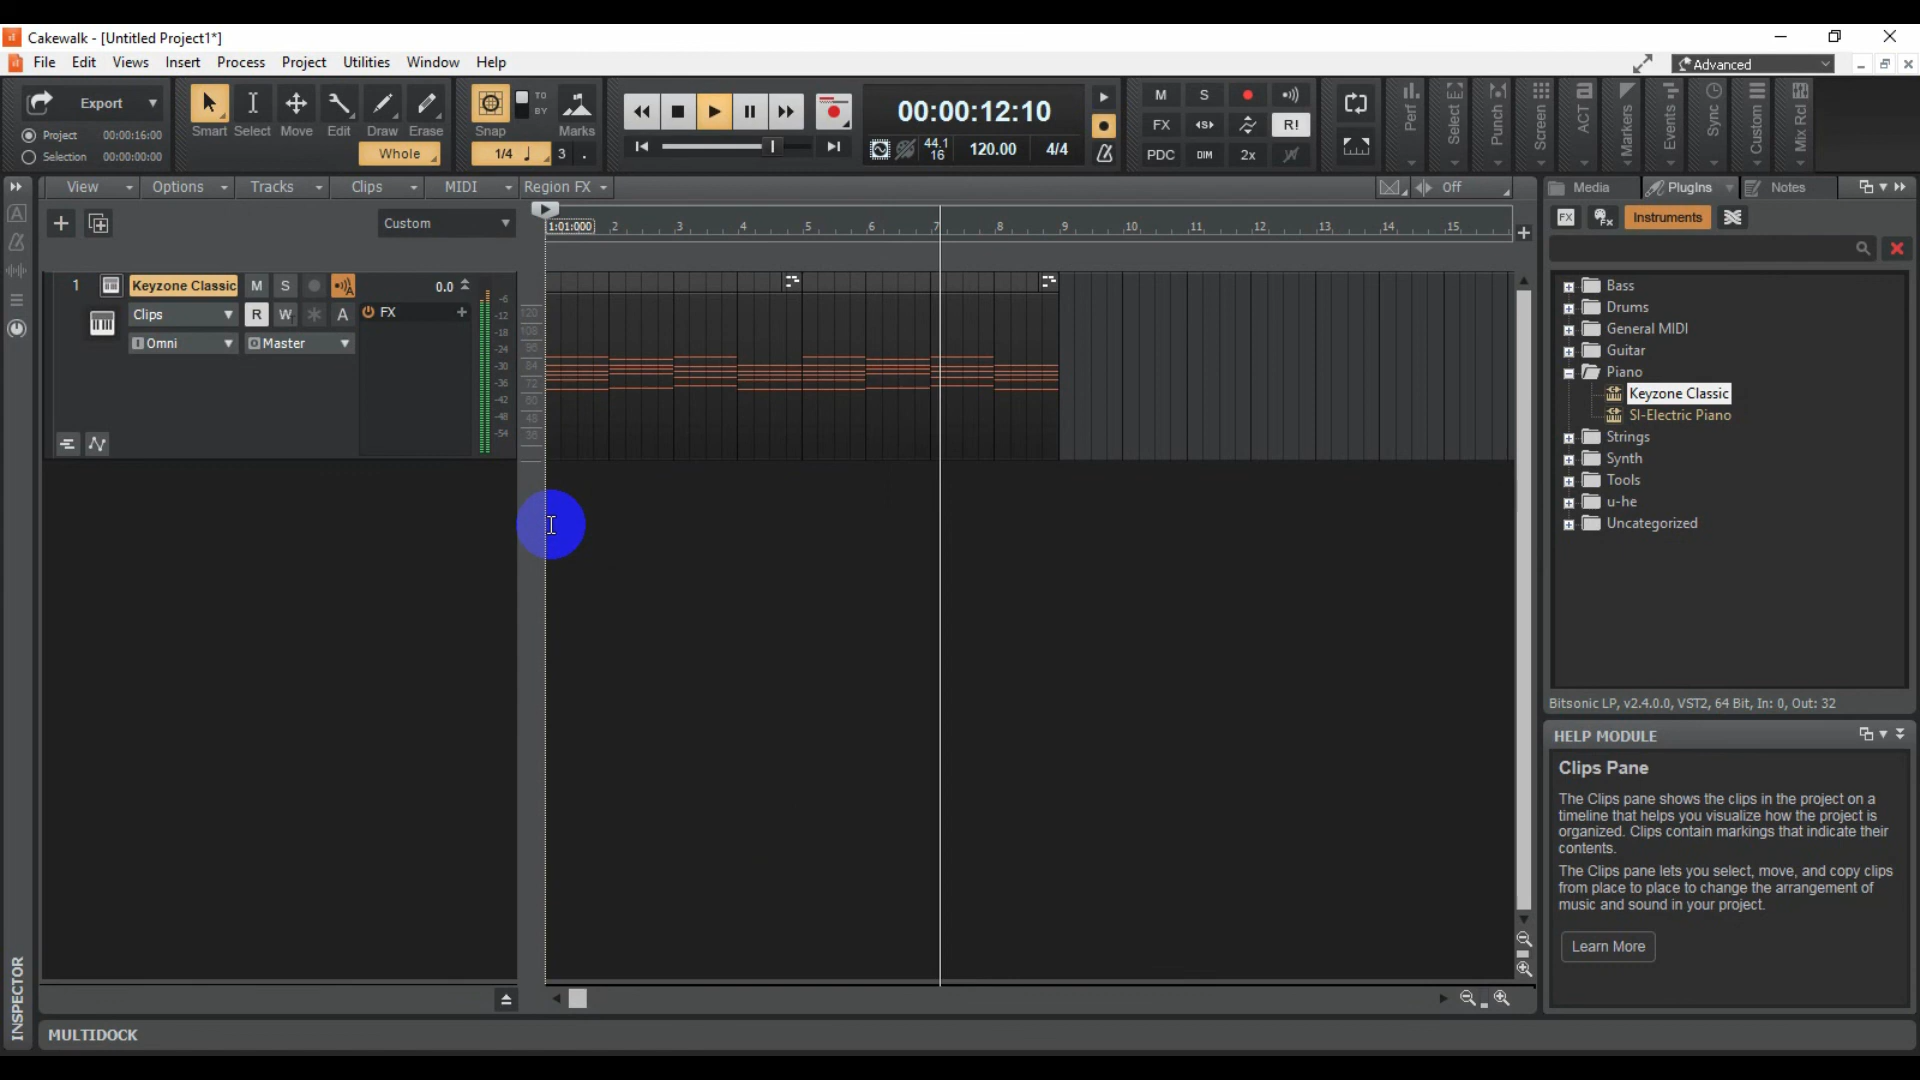 Cakewalk - [Untitled Project1*]
File Edit Views Insert Process Project Utilities Window Help
Advanced
Export
Project 00:00:16:00
Selection 00:00:00:00
Smart Select Move Edit Draw Erase
Whole
Snap
TO
BY
Marks
1/4 3 .
00:00:12:10
44.1
16
120.00 4/4
M S
FX R!
PDC DIM 2x
Perf
Select
Punch
Screen
ACT
Markers
Events
Sync
Custom
Mix Rcl
View Options Tracks Clips MIDI Region FX
Off
Custom
1:01:000 2 3 4 5 6 7 8 9 10 11 12 13 14 15
1 Keyzone Classic M S 0.0
Clips R W A FX
Omni Master
-6
-12
-18
-24
-30
-36
-42
-48
-54
120
108
96
84
72
60
48
36
INSPECTOR
MULTIDOCK
Media PlugIns Notes
FX Instruments
Bass
Drums
General MIDI
Guitar
Piano
Keyzone Classic
SI-Electric Piano
Strings
Synth
Tools
u-he
Uncategorized
Bitsonic LP, v2.4.0.0, VST2, 64 Bit, In: 0, Out: 32
HELP MODULE
Clips Pane
The Clips pane shows the clips in the project on a
timeline that helps you visualize how the project is
organized. Clips contain markings that indicate their
contents.
The Clips pane lets you select, move, and copy clips
from place to place to change the arrangement of
music and sound in your project.
Learn More